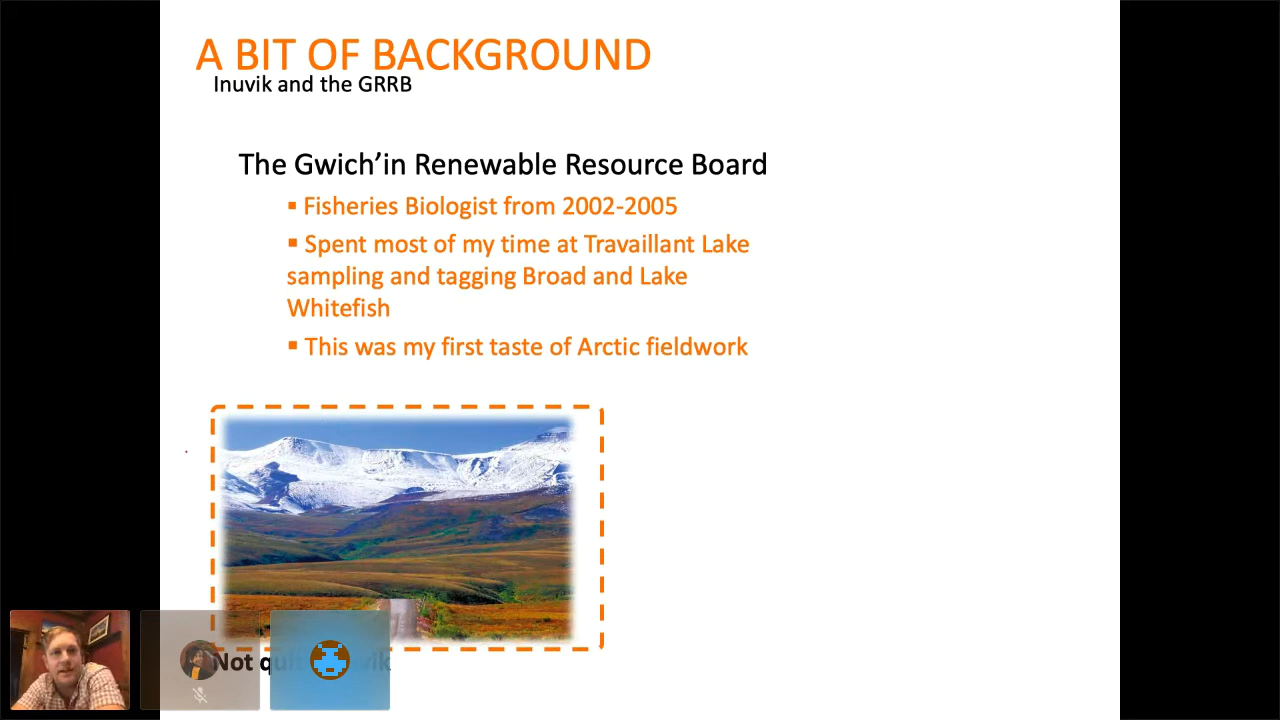 A BIT OF BACKGROUND
Inuvik and the GRRB
The Gwich’in Renewable Resource Board
▪ Fisheries Biologist from 2002-2005
▪ Spent most of my time at Travaillant Lake
sampling and tagging Broad and Lake
Whitefish
▪ This was my first taste of Arctic fieldwork
Not